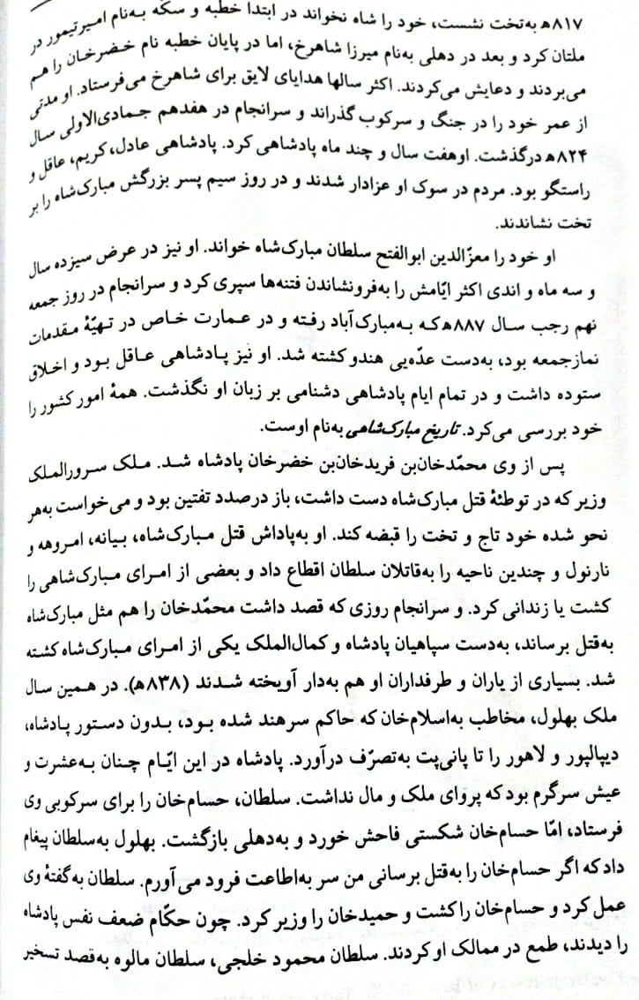 ۸۱۷ه‍ به‌تخت نشست، خود را شاه نخواند در ابتدا خطبه و سکّه به‌نام امیرتیمور در
ملتان کرد و بعد در دهلی به‌نام میرزا شاهرخ، اما در پایان خطبه نام خضرخان را هم
می‌بردند و دعایش می‌کردند. اکثر سالها هدایای لایق برای شاهرخ می‌فرستاد. او مدتی
از عمر خود را در جنگ و سرکوب گذراند و سرانجام در هفدهم جمادی‌الاولی سال
۸۲۴ه‍ درگذشت. او هفت سال و چند ماه پادشاهی کرد. پادشاهی عادل، کریم، عاقل و
راستگو بود. مردم در سوک او عزادار شدند و در روز سیم پسر بزرگش مبارک‌شاه را بر
تخت نشاندند.
او خود را معزّالدین ابوالفتح سلطان مبارک‌شاه خواند. او نیز در عرض سیزده سال
و سه ماه و اندی اکثر ایّامش را به‌فرونشاندن فتنه‌ها سپری کرد و سرانجام در روز جمعه
نهم رجب سال ۸۸۷ه‍ که به‌مبارک‌آباد رفته و در عمارت خاص در تهیّهٔ مقدمات
نمازجمعه بود، به‌دست عدّه‌یی هندو کشته شد. او نیز پادشاهی عاقل بود و اخلاق
ستوده داشت و در تمام ایام پادشاهی دشنامی بر زبان او نگذشت. همهٔ امور کشور را
خود بررسی می‌کرد. تاریخ مبارک‌شاهی به‌نام اوست.
پس از وی محمّدخان‌بن فریدخان‌بن خضرخان پادشاه شد. ملک سرورالملک
وزیر که در توطئهٔ قتل مبارک‌شاه دست داشت، باز درصدد تفتین بود و می‌خواست به‌هر
نحو شده خود تاج و تخت را قبضه کند. او به‌پاداش قتل مبارک‌شاه، بیانه، امروهه و
نارنول و چندین ناحیه را به‌قاتلان سلطان اقطاع داد و بعضی از امرای مبارک‌شاهی را
کشت یا زندانی کرد. و سرانجام روزی که قصد داشت محمّدخان را هم مثل مبارک‌شاه
به‌قتل برساند، به‌دست سپاهیان پادشاه و کمال‌الملک یکی از امرای مبارک‌شاه کشته
شد. بسیاری از یاران و طرفداران او هم به‌دار آویخته شدند (۸۳۸ه‍). در همین سال
ملک بهلول، مخاطب به‌اسلام‌خان که حاکم سرهند شده بود، بدون دستور پادشاه،
دیپالپور و لاهور را تا پانی‌پت به‌تصرّف درآورد. پادشاه در این ایّام چنان به‌عشرت و
عیش سرگرم بود که پروای ملک و مال نداشت. سلطان، حسام‌خان را برای سرکوبی وی
فرستاد، امّا حسام‌خان شکستی فاحش خورد و به‌دهلی بازگشت. بهلول به‌سلطان پیغام
داد که اگر حسام‌خان را به‌قتل برسانی من سر به‌اطاعت فرود می‌آورم. سلطان به‌گفتهٔ وی
عمل کرد و حسام‌خان را کشت و حمیدخان را وزیر کرد. چون حکّام ضعف نفس پادشاه
را دیدند، طمع در ممالک او کردند. سلطان محمود خلجی، سلطان مالوه به‌قصد تسخیر